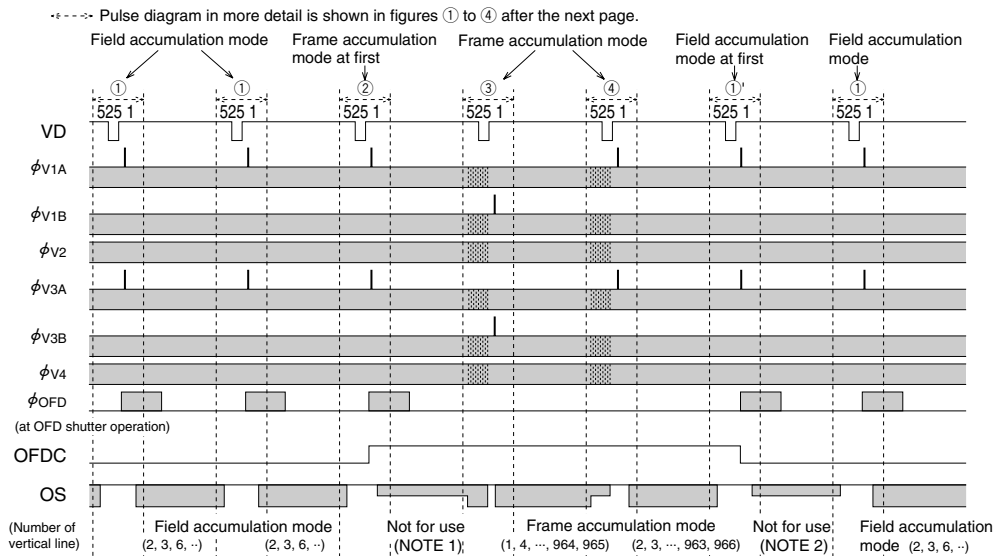 Pulse diagram in more detail is shown in figures ① to ④ after the next page.
Field accumulation mode
Frame accumulation
mode at first
Frame accumulation mode
Field accumulation
mode at first
Field accumulation
mode
① ① ② ③ ④ ①' ①
525 1 525 1 525 1 525 1 525 1 525 1 525 1
VD
ϕV1A
ϕV1B
ϕV2
ϕV3A
ϕV3B
ϕV4
ϕOFD
(at OFD shutter operation)
OFDC
OS
(Number of
vertical line)
Field accumulation mode
(2, 3, 6, ··) (2, 3, 6, ··)
Not for use
(NOTE 1)
Frame accumulation mode
(1, 4, ···, 964, 965) (2, 3, ···, 963, 966)
Not for use
(NOTE 2)
Field accumulation
mode (2, 3, 6, ··)